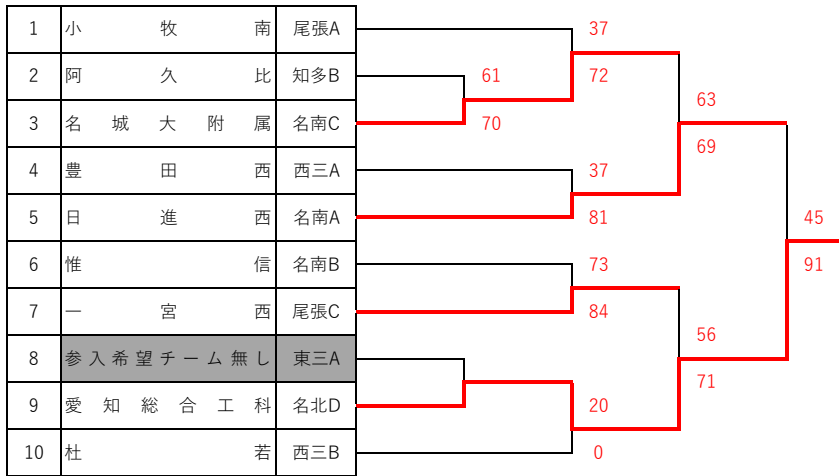 1 小牧南 尾張A
37
2 阿久比 知多B 61 72
63
3 名城大附属 名南C 70
69
4 豊田西 西三A 37
5 日進西 名南A 81 45
6 惟信 名南B 73 91
7 一宮西 尾張C 84
56
8 参入希望チーム無し 東三A
71
9 愛知総合工科 名北D 20
10 杜若 西三B 0